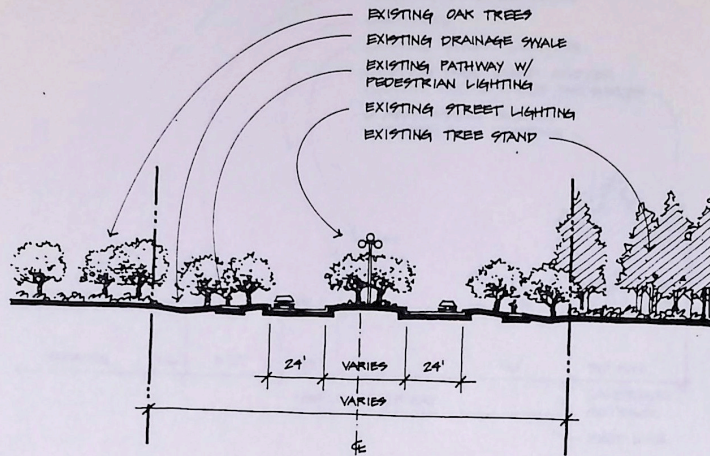 EXISTING OAK TREES
EXISTING DRAINAGE SWALE
EXISTING PATHWAY W/
PEDESTRIAN LIGHTING
EXISTING STREET LIGHTING
EXISTING TREE STAND
24' VARIES 24'
VARIES
℄